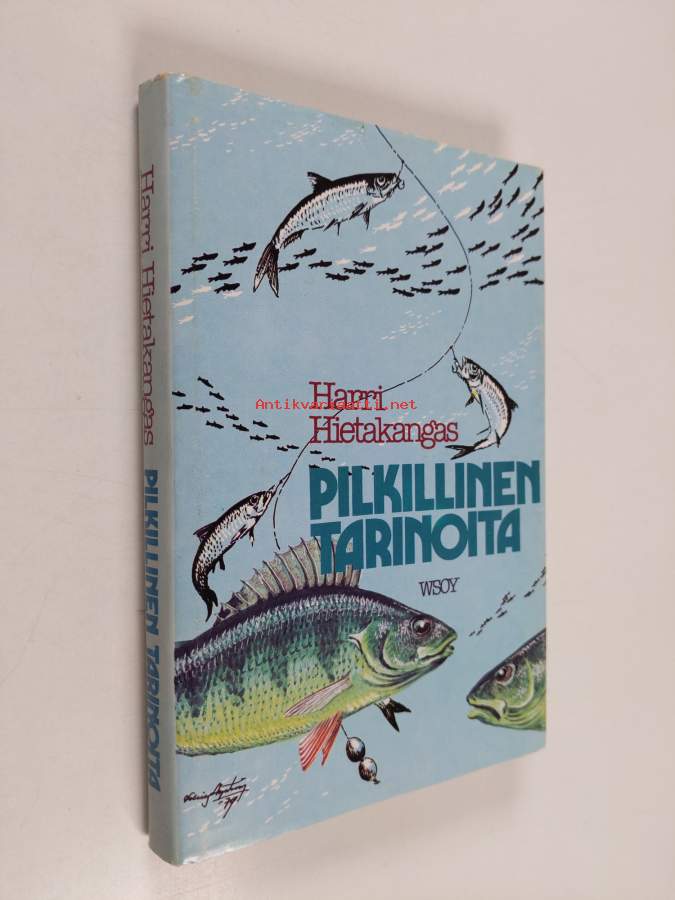 Harri Hietakangas PILKILLINEN TARINOITA
Harri
Hietakangas
Antikvariaatti.net
PILKILLINEN
TARINOITA
WSOY